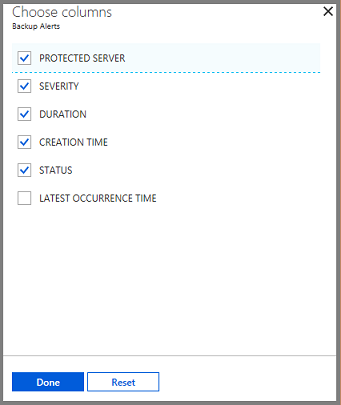 Choose columns
Backup Alerts
PROTECTED SERVER
SEVERITY
DURATION
CREATION TIME
STATUS
LATEST OCCURRENCE TIME
Done Reset